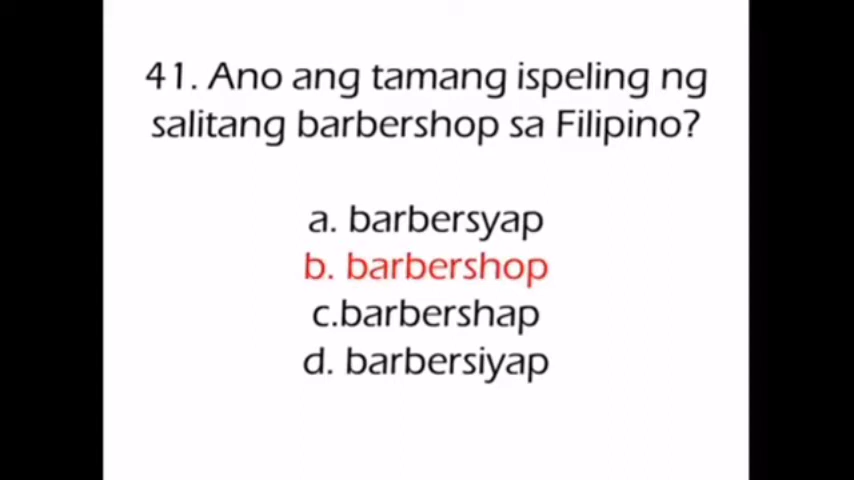 41. Ano ang tamang ispeling ng
salitang barbershop sa Filipino?
a. barbersyap
b. barbershop
c.barbershap
d. barbersiyap